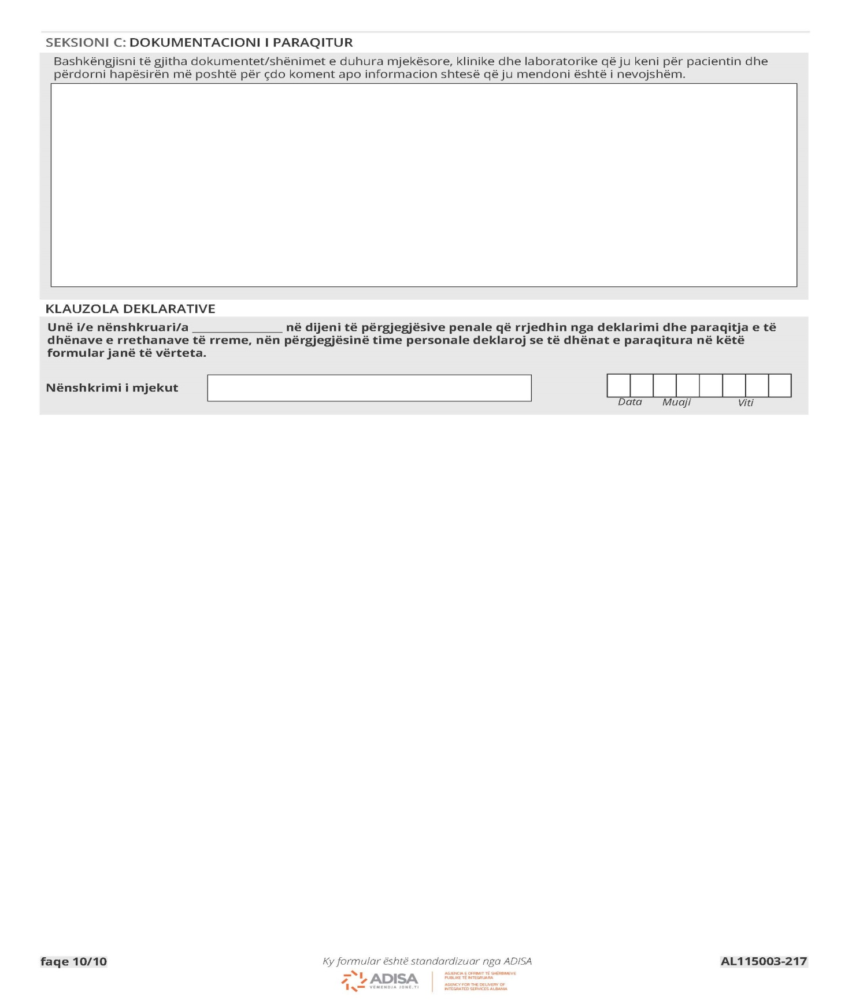 SEKSIONI C: DOKUMENTACIONI I PARAQITUR
Bashkëngjisni të gjitha dokumentet/shënimet e duhura mjekësore, klinike dhe laboratorike që ju keni për pacientin dhe
përdorni hapësirën më poshtë për çdo koment apo informacion shtesë që ju mendoni është i nevojshëm.
KLAUZOLA DEKLARATIVE
Unë i/e nënshkruari/a ________________ në dijeni të përgjegjësive penale që rrjedhin nga deklarimi dhe paraqitja e të
dhënave e rrethanave të rreme, nën përgjegjësinë time personale deklaroj se të dhënat e paraqitura në këtë
formular janë të vërteta.
Nënshkrimi i mjekut
Data Muaji Viti
faqe 10/10 Ky formular është standardizuar nga ADISA AL115003-217
ADISA
VËMENDJA JONË, TI
AGJENCIA E OFRIMIT TË SHËRBIMEVE
PUBLIKE TË INTEGRUARA
AGENCY FOR THE DELIVERY OF
INTEGRATED SERVICES ALBANIA